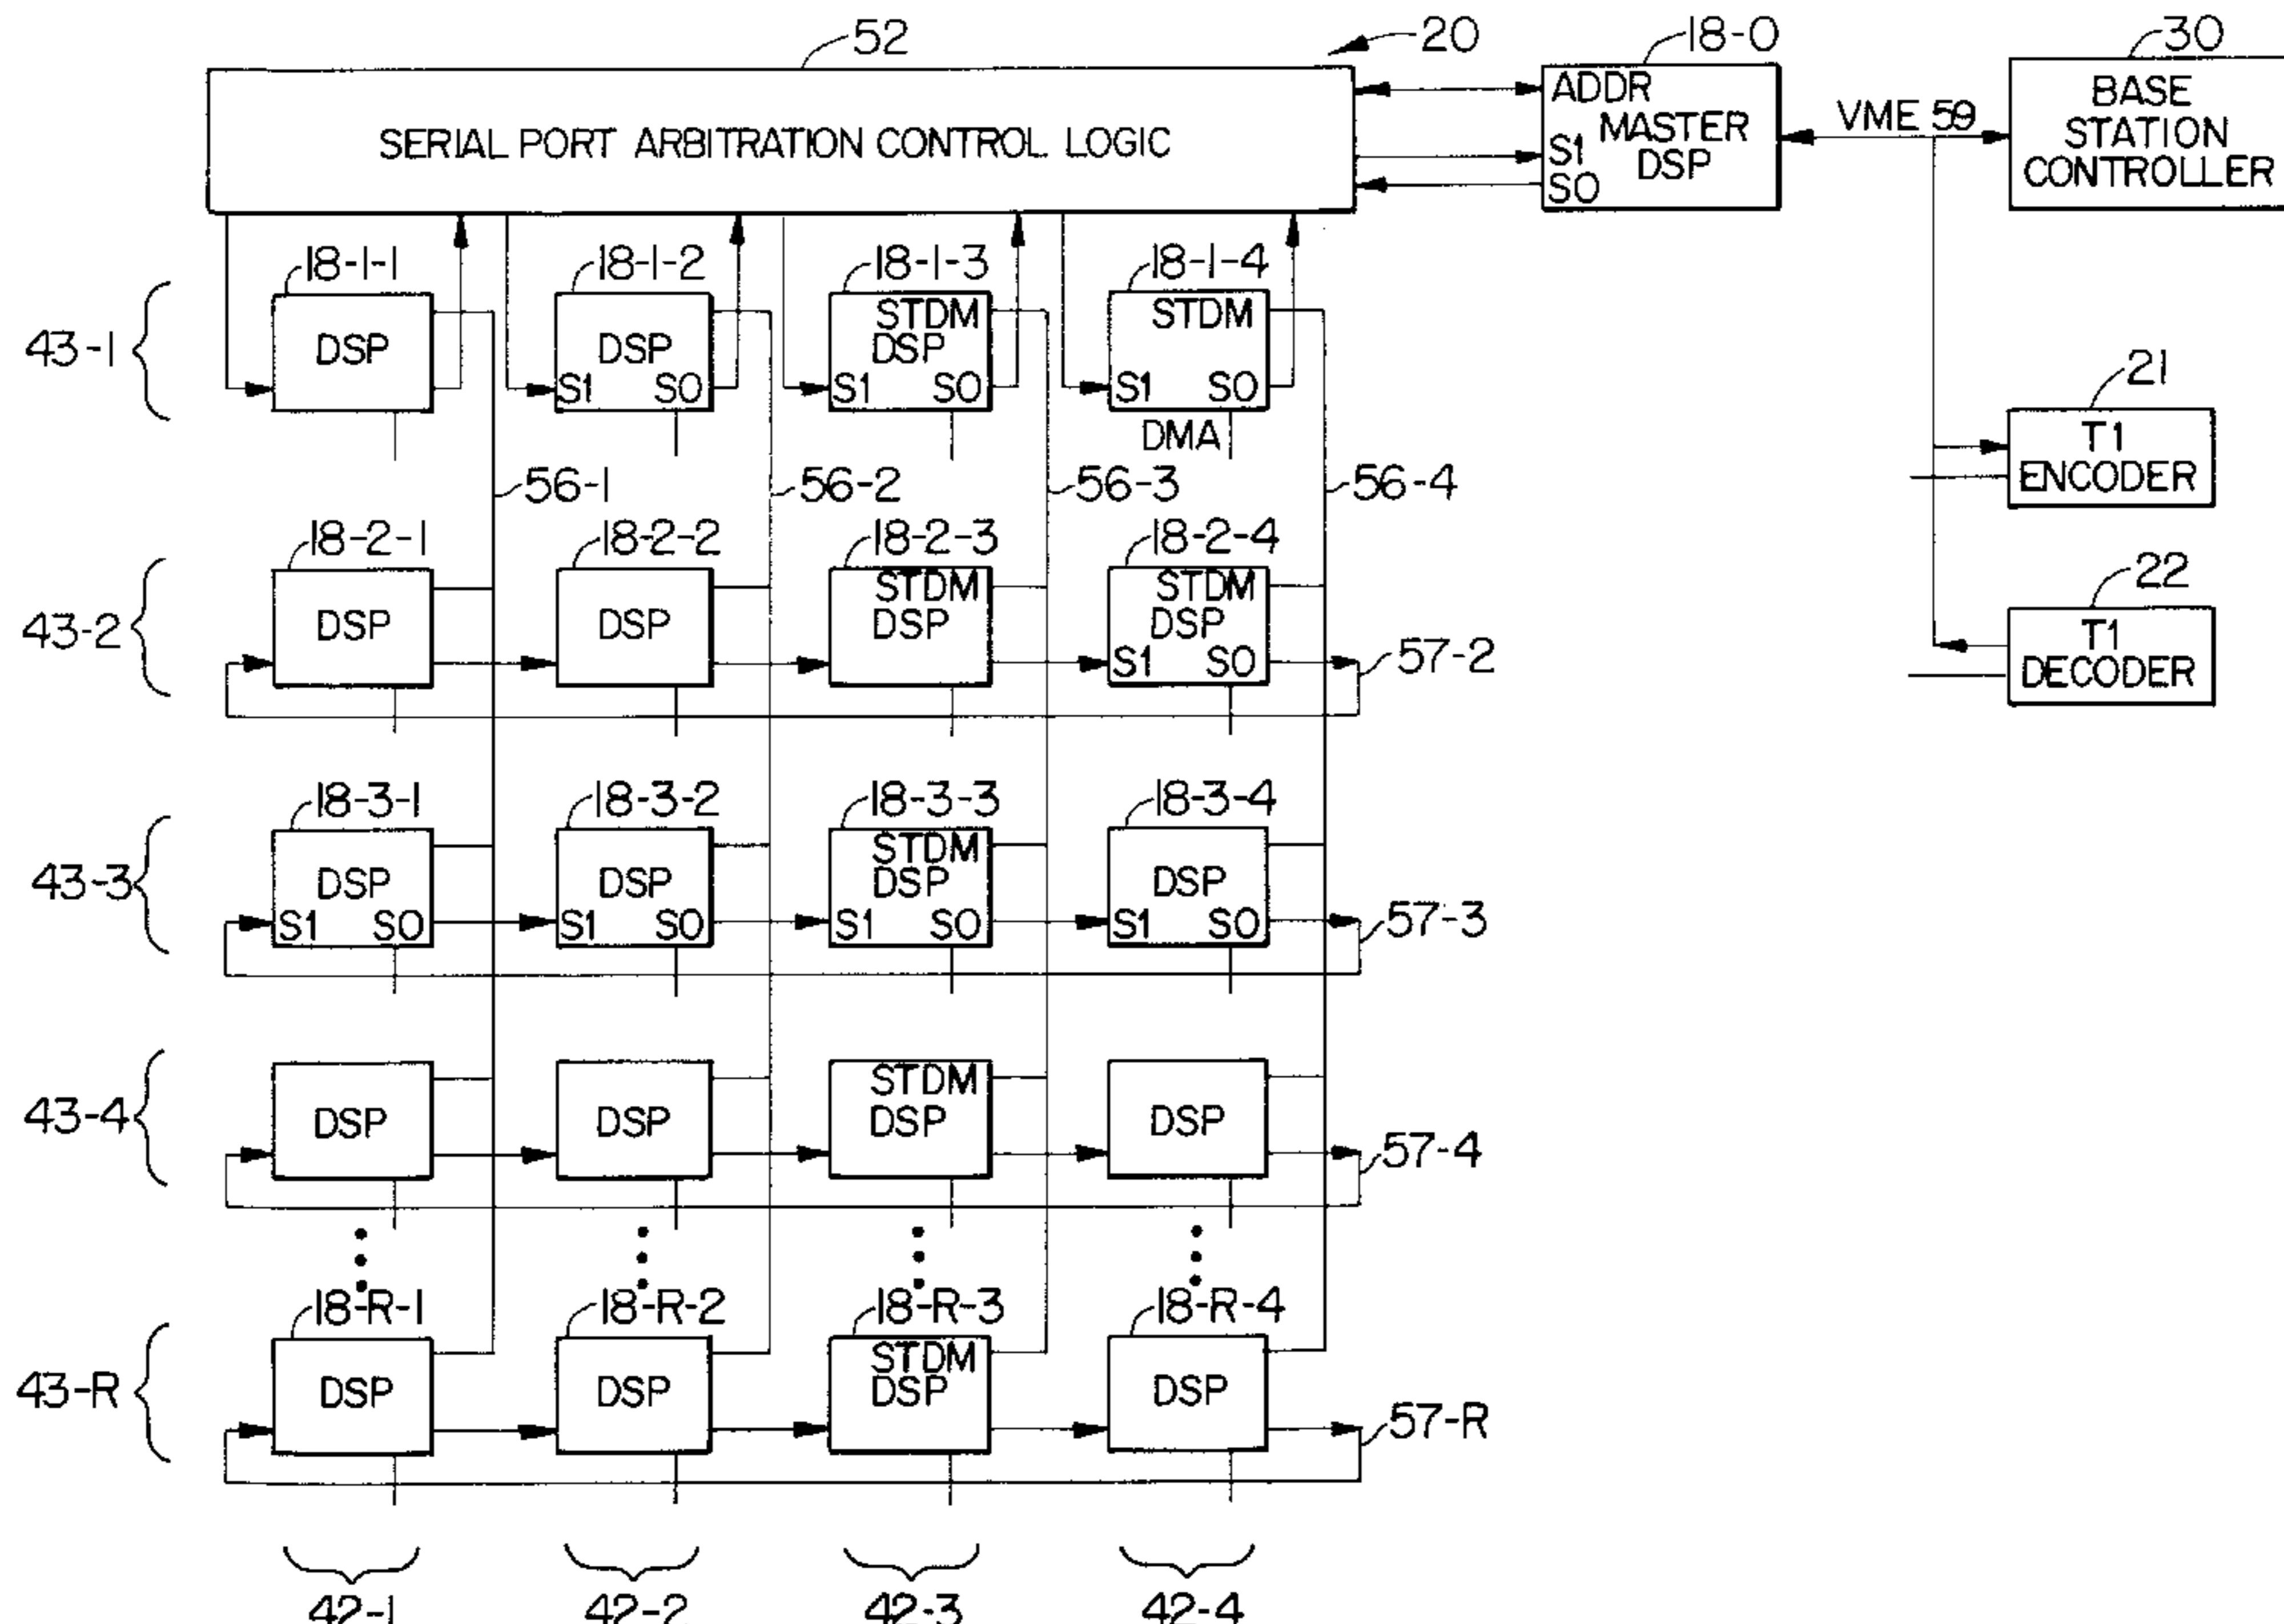 52
20
18-0
30
SERIAL PORT ARBITRATION CONTROL LOGIC
ADDR
MASTER
DSP
S1
SO
VME 59
BASE
STATION
CONTROLLER
18-1-1
18-1-2
18-1-3
18-1-4
43-1
DSP
DSP
S1 SO
STDM
DSP
S1 SO
STDM
S1 SO
DMA
21
T1
ENCODER
56-1
56-2
56-3
56-4
18-2-1
18-2-2
18-2-3
18-2-4
43-2
DSP
DSP
STDM
DSP
STDM
DSP
S1 SO
57-2
22
T1
DECODER
18-3-1
18-3-2
18-3-3
18-3-4
43-3
DSP
S1 SO
DSP
S1 SO
STDM
DSP
S1 SO
DSP
S1 SO
57-3
43-4
DSP
DSP
STDM
DSP
DSP
57-4
18-R-1
18-R-2
18-R-3
18-R-4
43-R
DSP
DSP
STDM
DSP
DSP
57-R
42-1
42-2
42-3
42-4